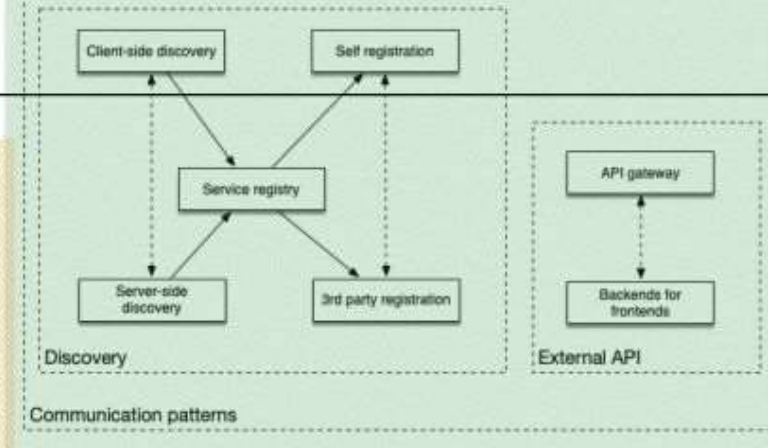 Client-side discovery
Self registration
Service registry
API gateway
Server-side
discovery
3rd party registration
Backends for
frontends
Discovery
External API
Communication patterns